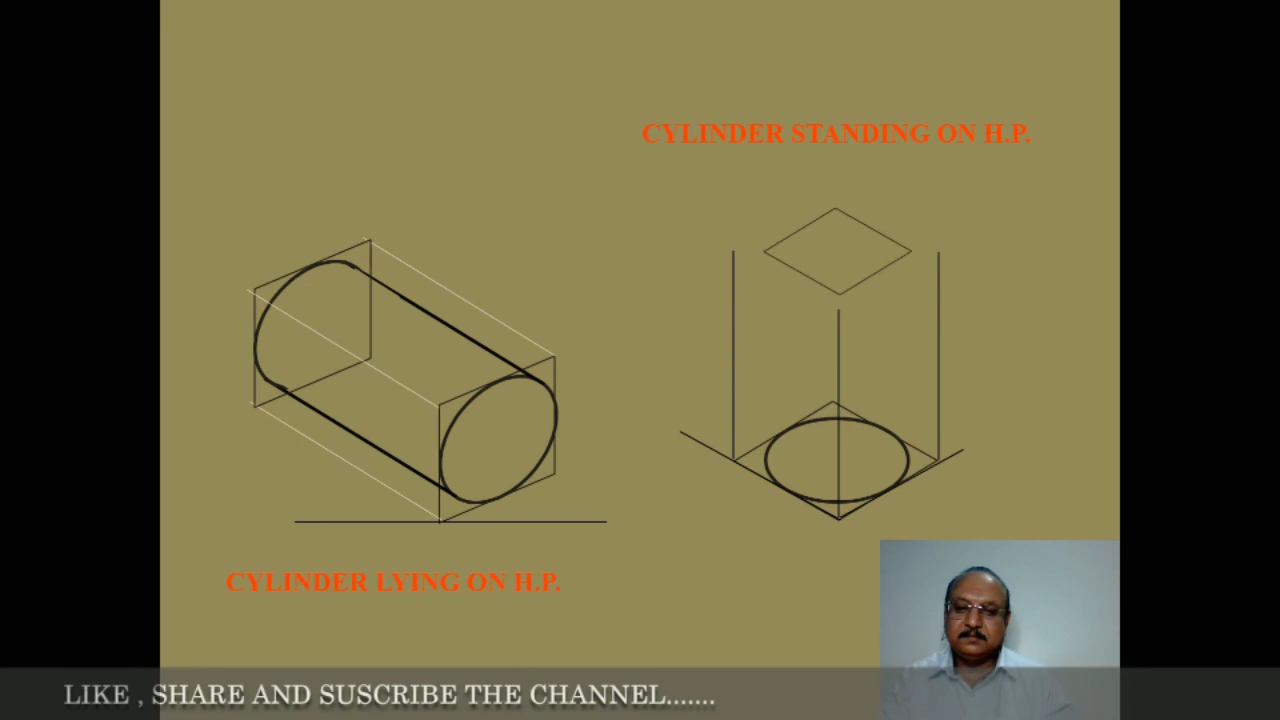 CYLINDER STANDING ON H.P.
CYLINDER LYING ON H.P.
LIKE , SHARE AND SUSCRIBE THE CHANNEL.......